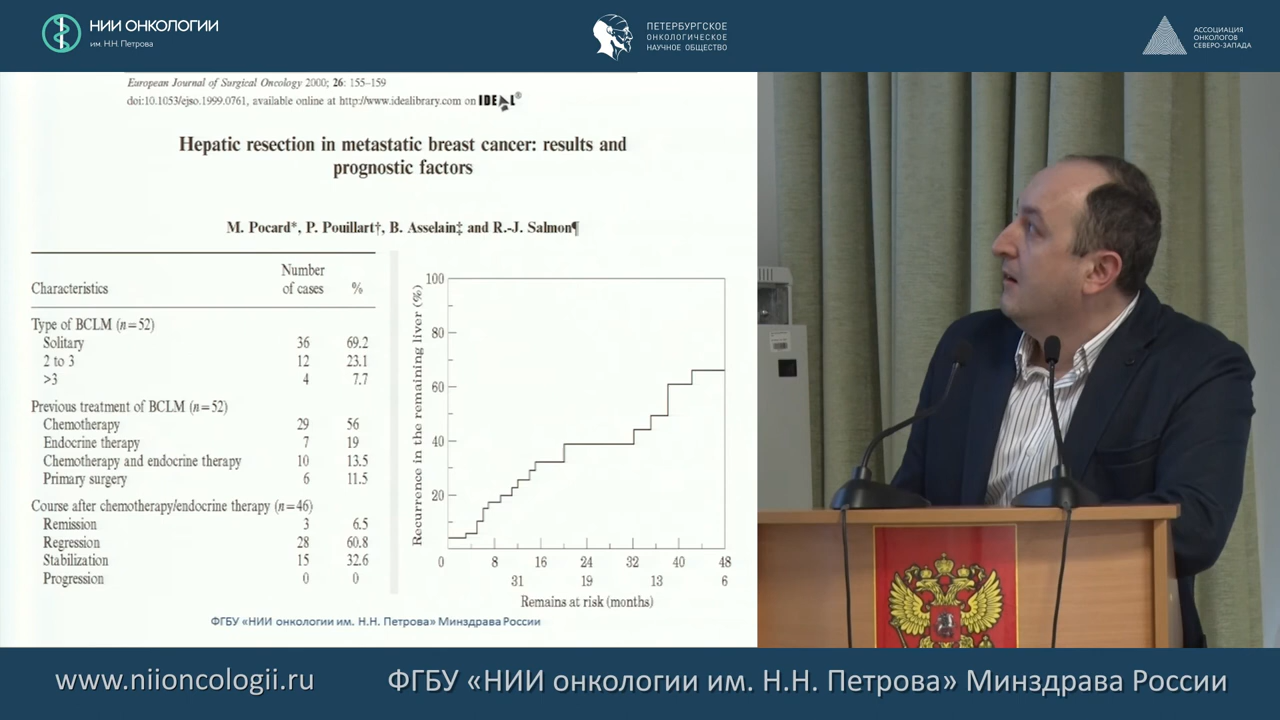 НИИ ОНКОЛОГИИ
им. Н.Н. Петрова
ПЕТЕРБУРГСКОЕ
ОНКОЛОГИЧЕСКОЕ
НАУЧНОЕ ОБЩЕСТВО
АССОЦИАЦИЯ
ОНКОЛОГОВ
СЕВЕРО-ЗАПАДА
European Journal of Surgical Oncology 2000; 26: 155–159
doi:10.1053/ejso.1999.0761, available online at http://www.idealibrary.com on IDEAL®
Hepatic resection in metastatic breast cancer: results and
prognostic factors
M. Pocard*, P. Pouillart†, B. Asselain‡ and R.-J. Salmon¶
Number
Characteristics of cases %
Type of BCLM (n=52)
Solitary 36 69.2
2 to 3 12 23.1
>3 4 7.7
Previous treatment of BCLM (n=52)
Chemotherapy 29 56
Endocrine therapy 7 19
Chemotherapy and endocrine therapy 10 13.5
Primary surgery 6 11.5
Course after chemotherapy/endocrine therapy (n=46)
Remission 3 6.5
Regression 28 60.8
Stabilization 15 32.6
Progression 0 0
Recurrence in the remaining liver (%)
100
80
60
40
20
0 8 16 24 32 40 48
31 19 13 6
Remains at risk (months)
ФГБУ «НИИ онкологии им. Н.Н. Петрова» Минздрава России
www.niioncologii.ru ФГБУ «НИИ онкологии им. Н.Н. Петрова» Минздрава России